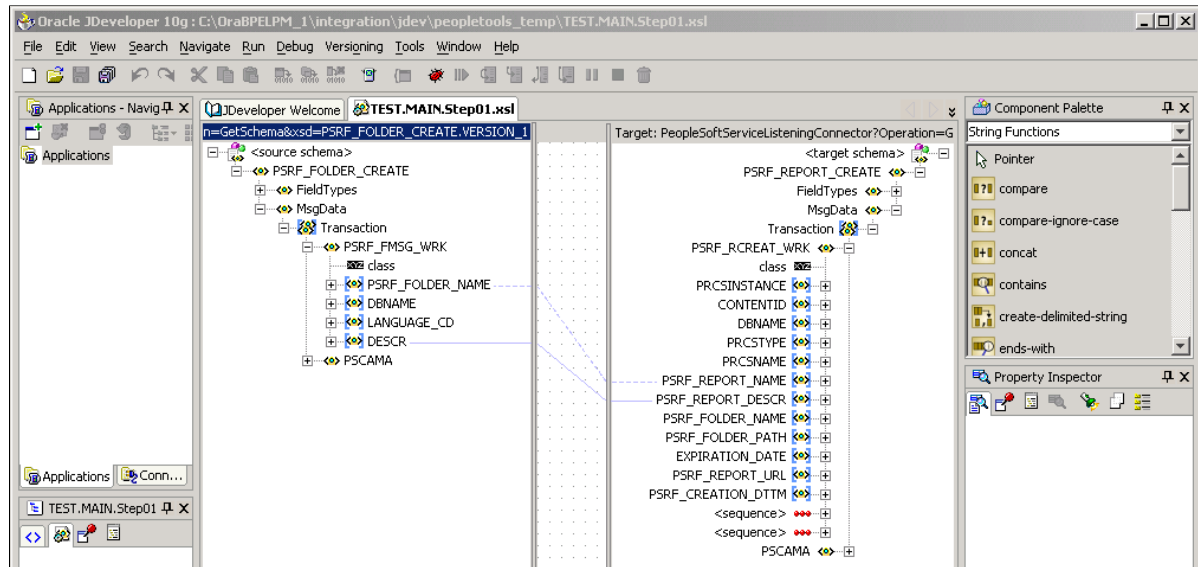 Oracle JDeveloper 10g : C:\OraBPELPM_1\integration\jdev\peopletools_temp\TEST.MAIN.Step01.xsl
File Edit View Search Navigate Run Debug Versioning Tools Window Help
Applications - Navig
JDeveloper Welcome
TEST.MAIN.Step01.xsl
Component Palette
Applications
n=GetSchema&xsd=PSRF_FOLDER_CREATE.VERSION_1
<source schema>
PSRF_FOLDER_CREATE
FieldTypes
MsgData
Transaction
PSRF_FMSG_WRK
class
PSRF_FOLDER_NAME
DBNAME
LANGUAGE_CD
DESCR
PSCAMA
Target: PeopleSoftServiceListeningConnector?Operation=G
<target schema>
PSRF_REPORT_CREATE
FieldTypes
MsgData
Transaction
PSRF_RCREAT_WRK
class
PRCSINSTANCE
CONTENTID
DBNAME
PRCSTYPE
PRCSNAME
PSRF_REPORT_NAME
PSRF_REPORT_DESCR
PSRF_FOLDER_NAME
PSRF_FOLDER_PATH
EXPIRATION_DATE
PSRF_REPORT_URL
PSRF_CREATION_DTTM
<sequence>
<sequence>
PSCAMA
String Functions
Pointer
compare
compare-ignore-case
concat
contains
create-delimited-string
ends-with
Property Inspector
Applications
Conn...
TEST.MAIN.Step01